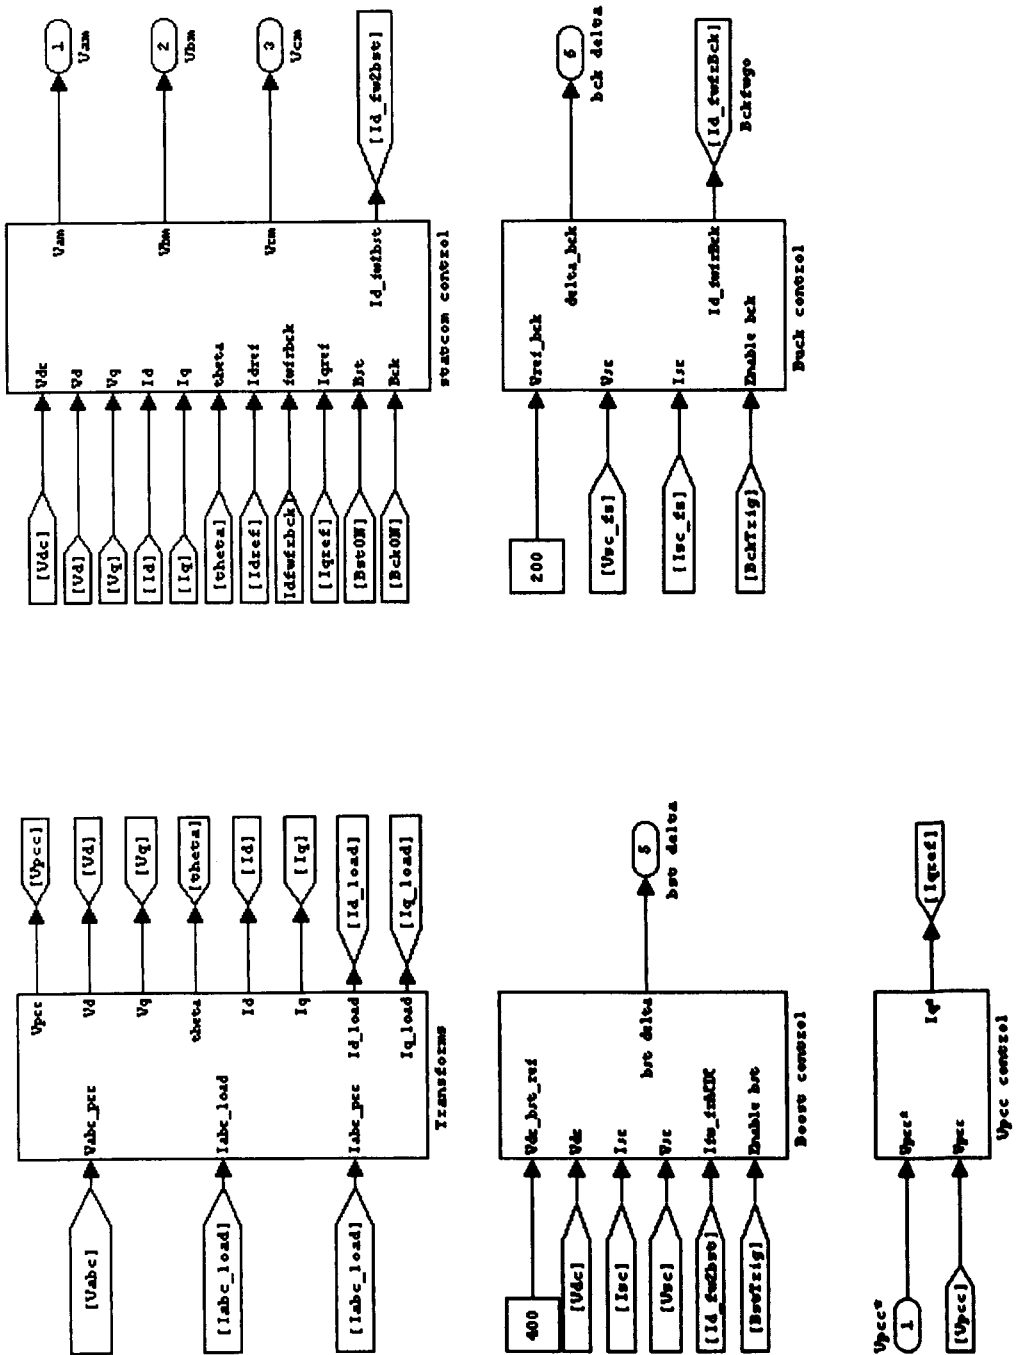 [Vabc]
[Iabc_load]
[Iabc_load]
Vabc_pcc
Iabc_load
Iabc_pcc
Vpcc
Vd
Vq
theta
Id
Iq
Id_load
Iq_load
[Vpcc]
[Vd]
[Vq]
[theta]
[Id]
[Iq]
[Id_load]
[Iq_load]
Transforms
[Vdc]
[Vd]
[Vq]
[Id]
[Iq]
[theta]
[Idref]
Idfwfrbck]
[Iqref]
[BstON]
[BckON]
Vdc
Vd
Vq
Id
Iq
theta
Idref
fwfrbck
Iqref
Bst
Bck
Vam
Vbm
Vcm
Id_fwfbst
1
Vam
2
Vbm
3
Vcm
[Id_fw2bst]
statcom control
400
[Vdc]
[Isc]
[Vsc]
[Id_fw2bst]
[BstTrig]
Vdc_bst_ref
Vdc
Isc
Vsc
Ifw_frACDC
Enable bst
bst delta
5
bst delta
Boost control
200
[Vsc_fs]
[Isc_fs]
[BckTrig]
Vref_bck
Vsc
Isc
Enable bck
delta_bck
Id_fwfrBck
6
bck delta
[Id_fwfrBck]
Bckfwgo
Buck control
Vpcc*
1
[Vpcc]
Vpcc*
Vpcc
Iq*
[Iqref]
Vpcc control